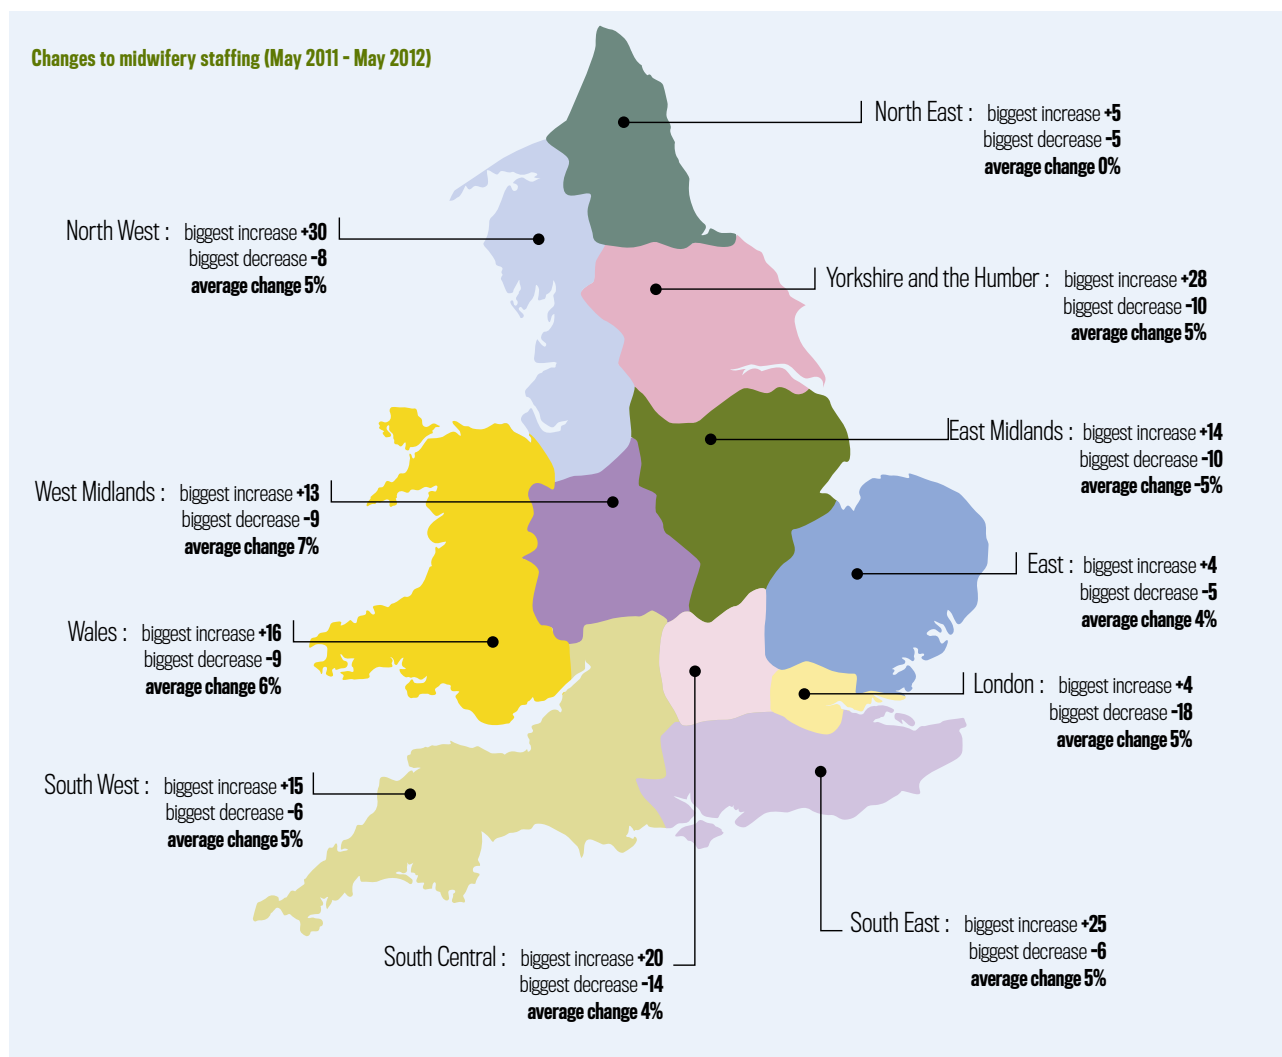 Changes to midwifery staffing (May 2011 - May 2012)
North East : biggest increase +5
biggest decrease -5
average change 0%
North West : biggest increase +30
biggest decrease -8
average change 5%
Yorkshire and the Humber : biggest increase +28
biggest decrease -10
average change 5%
East Midlands : biggest increase +14
biggest decrease -10
average change -5%
West Midlands : biggest increase +13
biggest decrease -9
average change 7%
East : biggest increase +4
biggest decrease -5
average change 4%
Wales : biggest increase +16
biggest decrease -9
average change 6%
London : biggest increase +4
biggest decrease -18
average change 5%
South West : biggest increase +15
biggest decrease -6
average change 5%
South East : biggest increase +25
biggest decrease -6
average change 5%
South Central : biggest increase +20
biggest decrease -14
average change 4%